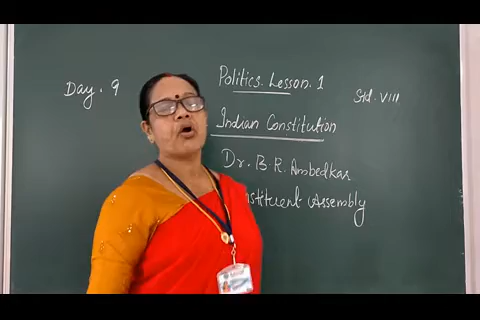 Day. 9
Politics. Lesson. 1
Std. VIII
Indian Constitution
Dr. B. R. Ambedkar
nstituent Assembly